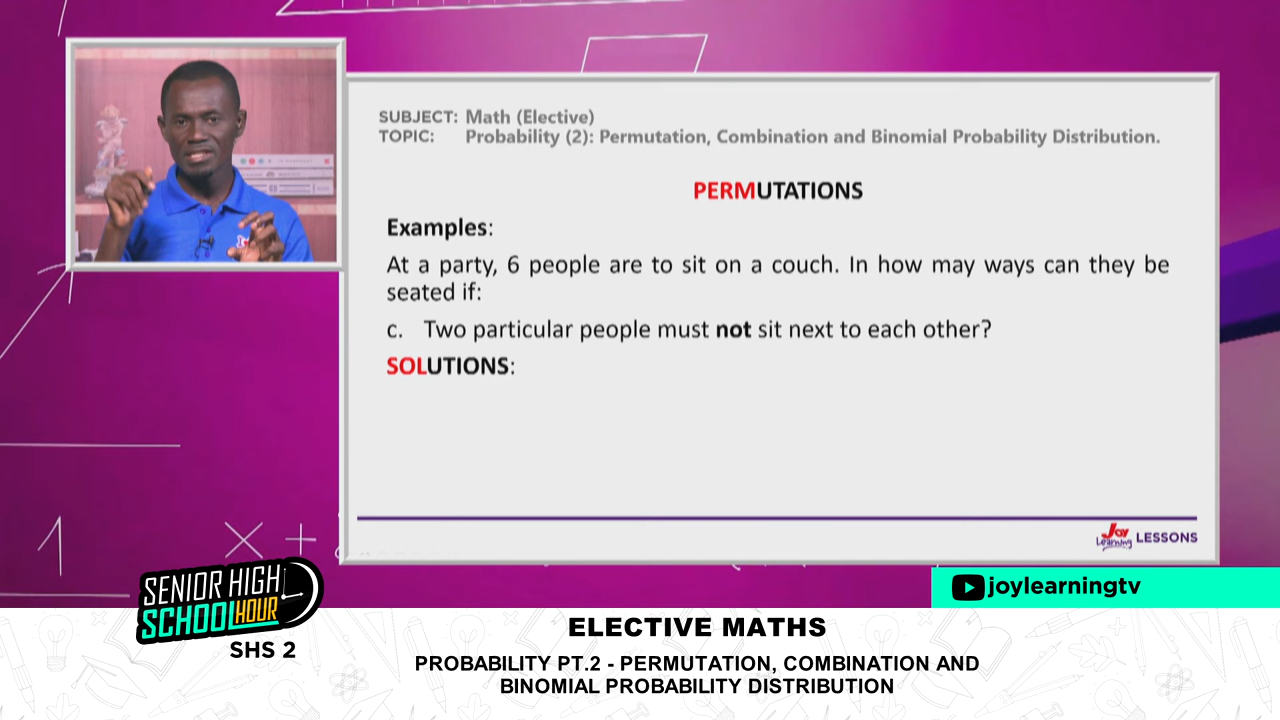 SUBJECT: Math (Elective)
TOPIC: Probability (2): Permutation, Combination and Binomial Probability Distribution.
PERMUTATIONS
Examples:
At a party, 6 people are to sit on a couch. In how may ways can they be
seated if:
c. Two particular people must not sit next to each other?
SOLUTIONS:
Joy
Learning LESSONS
1
× +
SENIOR HIGH
SCHOOL HOUR
SHS 2
joylearningtv
ELECTIVE MATHS
PROBABILITY PT.2 - PERMUTATION, COMBINATION AND
BINOMIAL PROBABILITY DISTRIBUTION